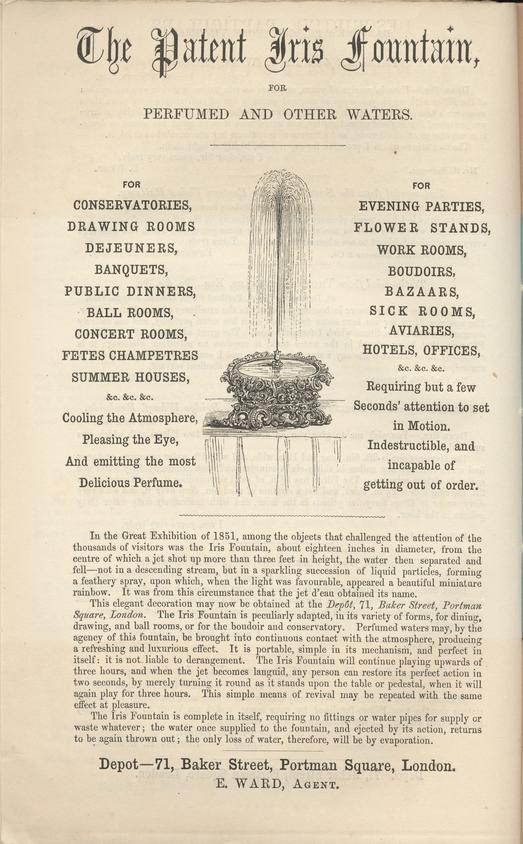 The Patent Iris Fountain,
FOR
PERFUMED AND OTHER WATERS.
FOR
CONSERVATORIES,
DRAWING ROOMS
DEJEUNERS,
BANQUETS,
PUBLIC DINNERS,
BALL ROOMS,
CONCERT ROOMS,
FETES CHAMPETRES
SUMMER HOUSES,
&c. &c. &c.
Cooling the Atmosphere,
Pleasing the Eye,
And emitting the most
Delicious Perfume.
FOR
EVENING PARTIES,
FLOWER STANDS,
WORK ROOMS,
BOUDOIRS,
BAZAARS,
SICK ROOMS,
AVIARIES,
HOTELS, OFFICES,
&c. &c. &c.
Requiring but a few
Seconds' attention to set
in Motion.
Indestructible, and
incapable of
getting out of order.
In the Great Exhibition of 1851, among the objects that challenged the attention of the
thousands of visitors was the Iris Fountain, about eighteen inches in diameter, from the
centre of which a jet shot up more than three feet in height, the water then separated and
fell—not in a descending stream, but in a sparkling succession of liquid particles, forming
a feathery spray, upon which, when the light was favourable, appeared a beautiful miniature
rainbow. It was from this circumstance that the jet d'eau obtained its name.
This elegant decoration may now be obtained at the Depôt, 71, Baker Street, Portman
Square, London. The Iris Fountain is peculiarly adapted, in its variety of forms, for dining,
drawing, and ball rooms, or for the boudoir and conservatory. Perfumed waters may, by the
agency of this fountain, be brought into continuous contact with the atmosphere, producing
a refreshing and luxurious effect. It is portable, simple in its mechanism, and perfect in
itself: it is not liable to derangement. The Iris Fountain will continue playing upwards of
three hours, and when the jet becomes languid, any person can restore its perfect action in
two seconds, by merely turning it round as it stands upon the table or pedestal, when it will
again play for three hours. This simple means of revival may be repeated with the same
effect at pleasure.
The Iris Fountain is complete in itself, requiring no fittings or water pipes for supply or
waste whatever; the water once supplied to the fountain, and ejected by its action, returns
to be again thrown out; the only loss of water, therefore, will be by evaporation.
Depot—71, Baker Street, Portman Square, London.
E. WARD, AGENT.